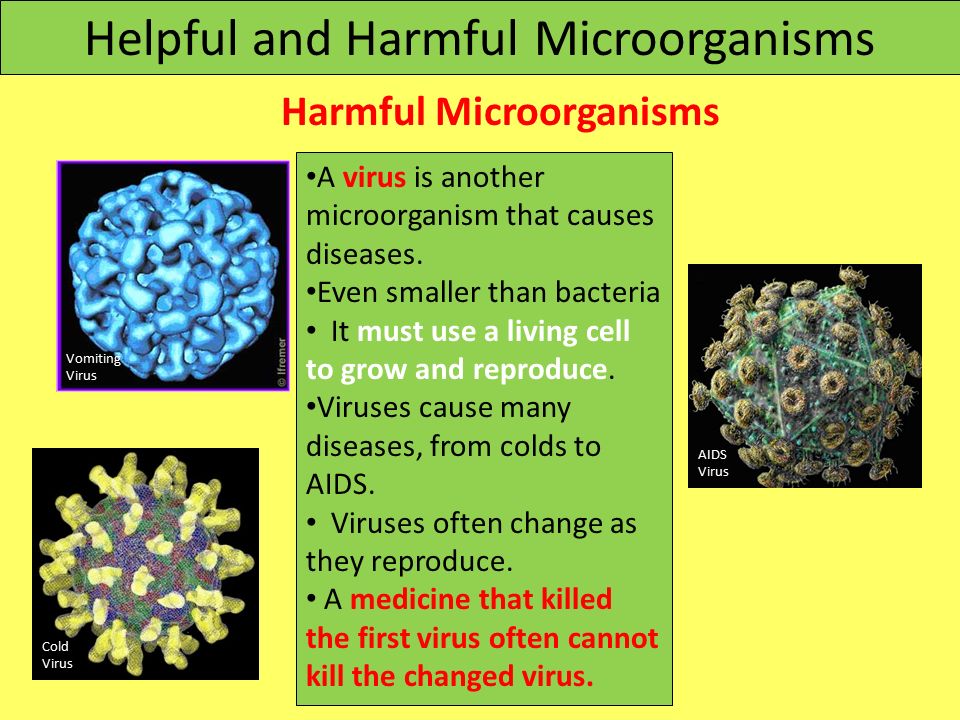 Helpful and Harmful Microorganisms
Harmful Microorganisms
•A virus is another
microorganism that causes
diseases.
•Even smaller than bacteria
• It must use a living cell
to grow and reproduce.
•Viruses cause many
diseases, from colds to
AIDS.
• Viruses often change as
they reproduce.
• A medicine that killed
the first virus often cannot
kill the changed virus.
Vomiting
Virus
© Ifremer
Cold
Virus
AIDS
Virus